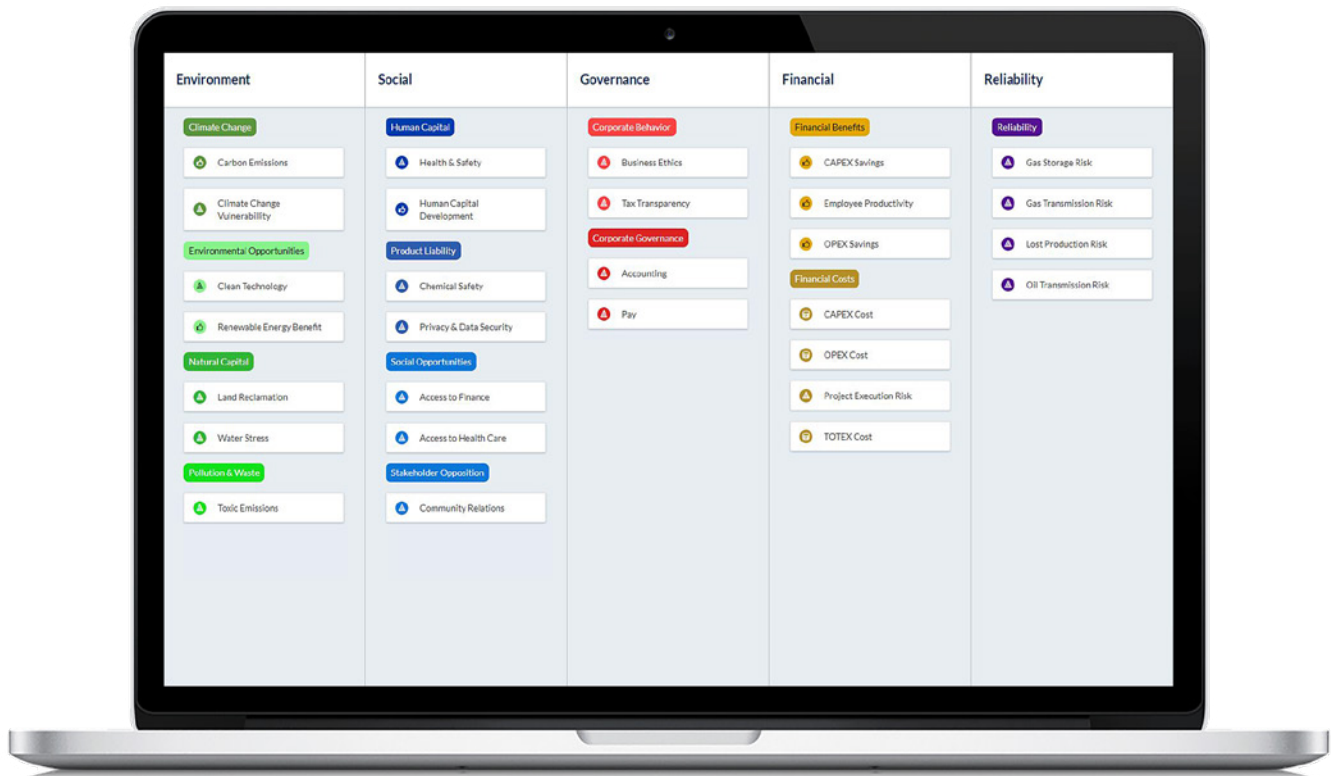 Environment
Social
Governance
Financial
Reliability
Climate Change
Carbon Emissions
Climate Change
Vulnerability
Environmental Opportunities
Clean Technology
Renewable Energy Benefit
Natural Capital
Land Reclamation
Water Stress
Pollution & Waste
Toxic Emissions
Human Capital
Health & Safety
Human Capital
Development
Product Liability
Chemical Safety
Privacy & Data Security
Social Opportunities
Access to Finance
Access to Health Care
Stakeholder Opposition
Community Relations
Corporate Behavior
Business Ethics
Tax Transparency
Corporate Governance
Accounting
Pay
Financial Benefits
CAPEX Savings
Employee Productivity
OPEX Savings
Financial Costs
CAPEX Cost
OPEX Cost
Project Execution Risk
TOTEX Cost
Reliability
Gas Storage Risk
Gas Transmission Risk
Lost Production Risk
Oil Transmission Risk